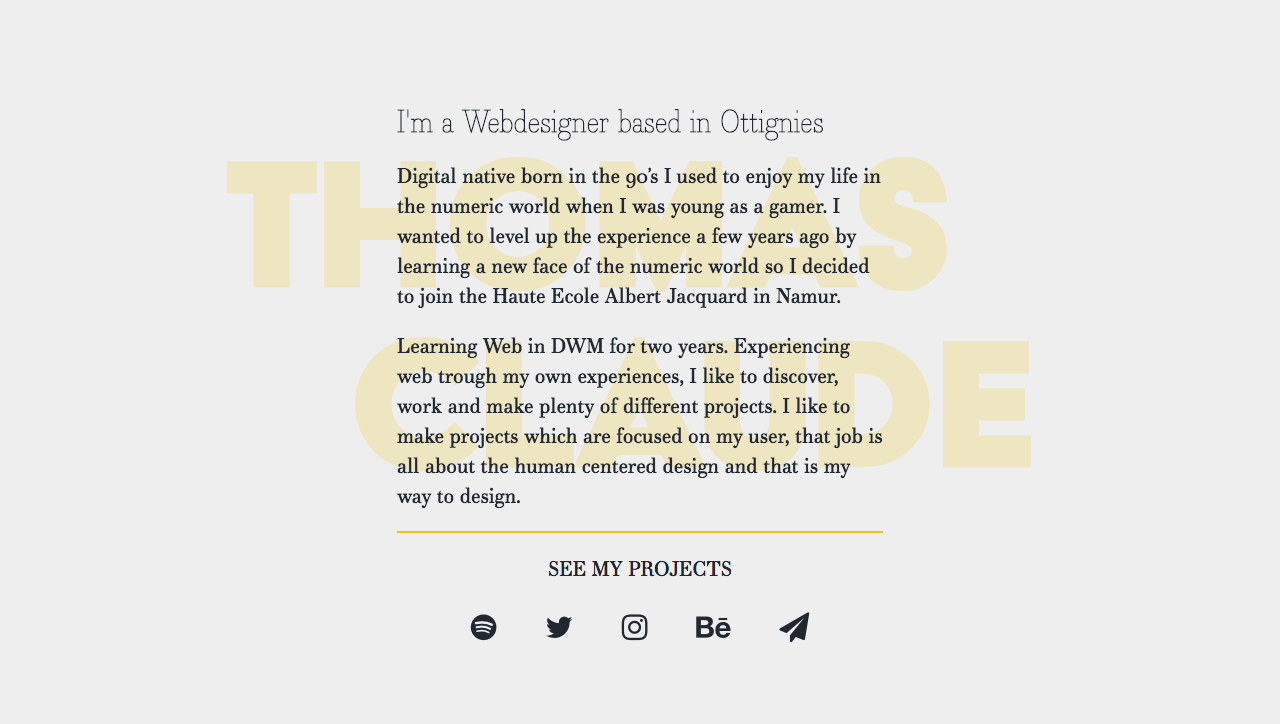 I'm a Webdesigner based in Ottignies
THOMAS
CLAUDE
Digital native born in the 90's I used to enjoy my life in
the numeric world when I was young as a gamer. I
wanted to level up the experience a few years ago by
learning a new face of the numeric world so I decided
to join the Haute Ecole Albert Jacquard in Namur.
Learning Web in DWM for two years. Experiencing
web trough my own experiences, I like to discover,
work and make plenty of different projects. I like to
make projects which are focused on my user, that job is
all about the human centered design and that is my
way to design.
SEE MY PROJECTS
Bē